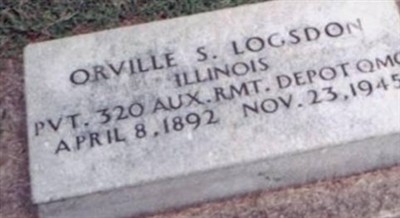 ORVILLE S. LOGSDON
ILLINOIS
PVT. 320 AUX. RMT. DEPOT QMC
APRIL 8, 1892 NOV. 23, 1945